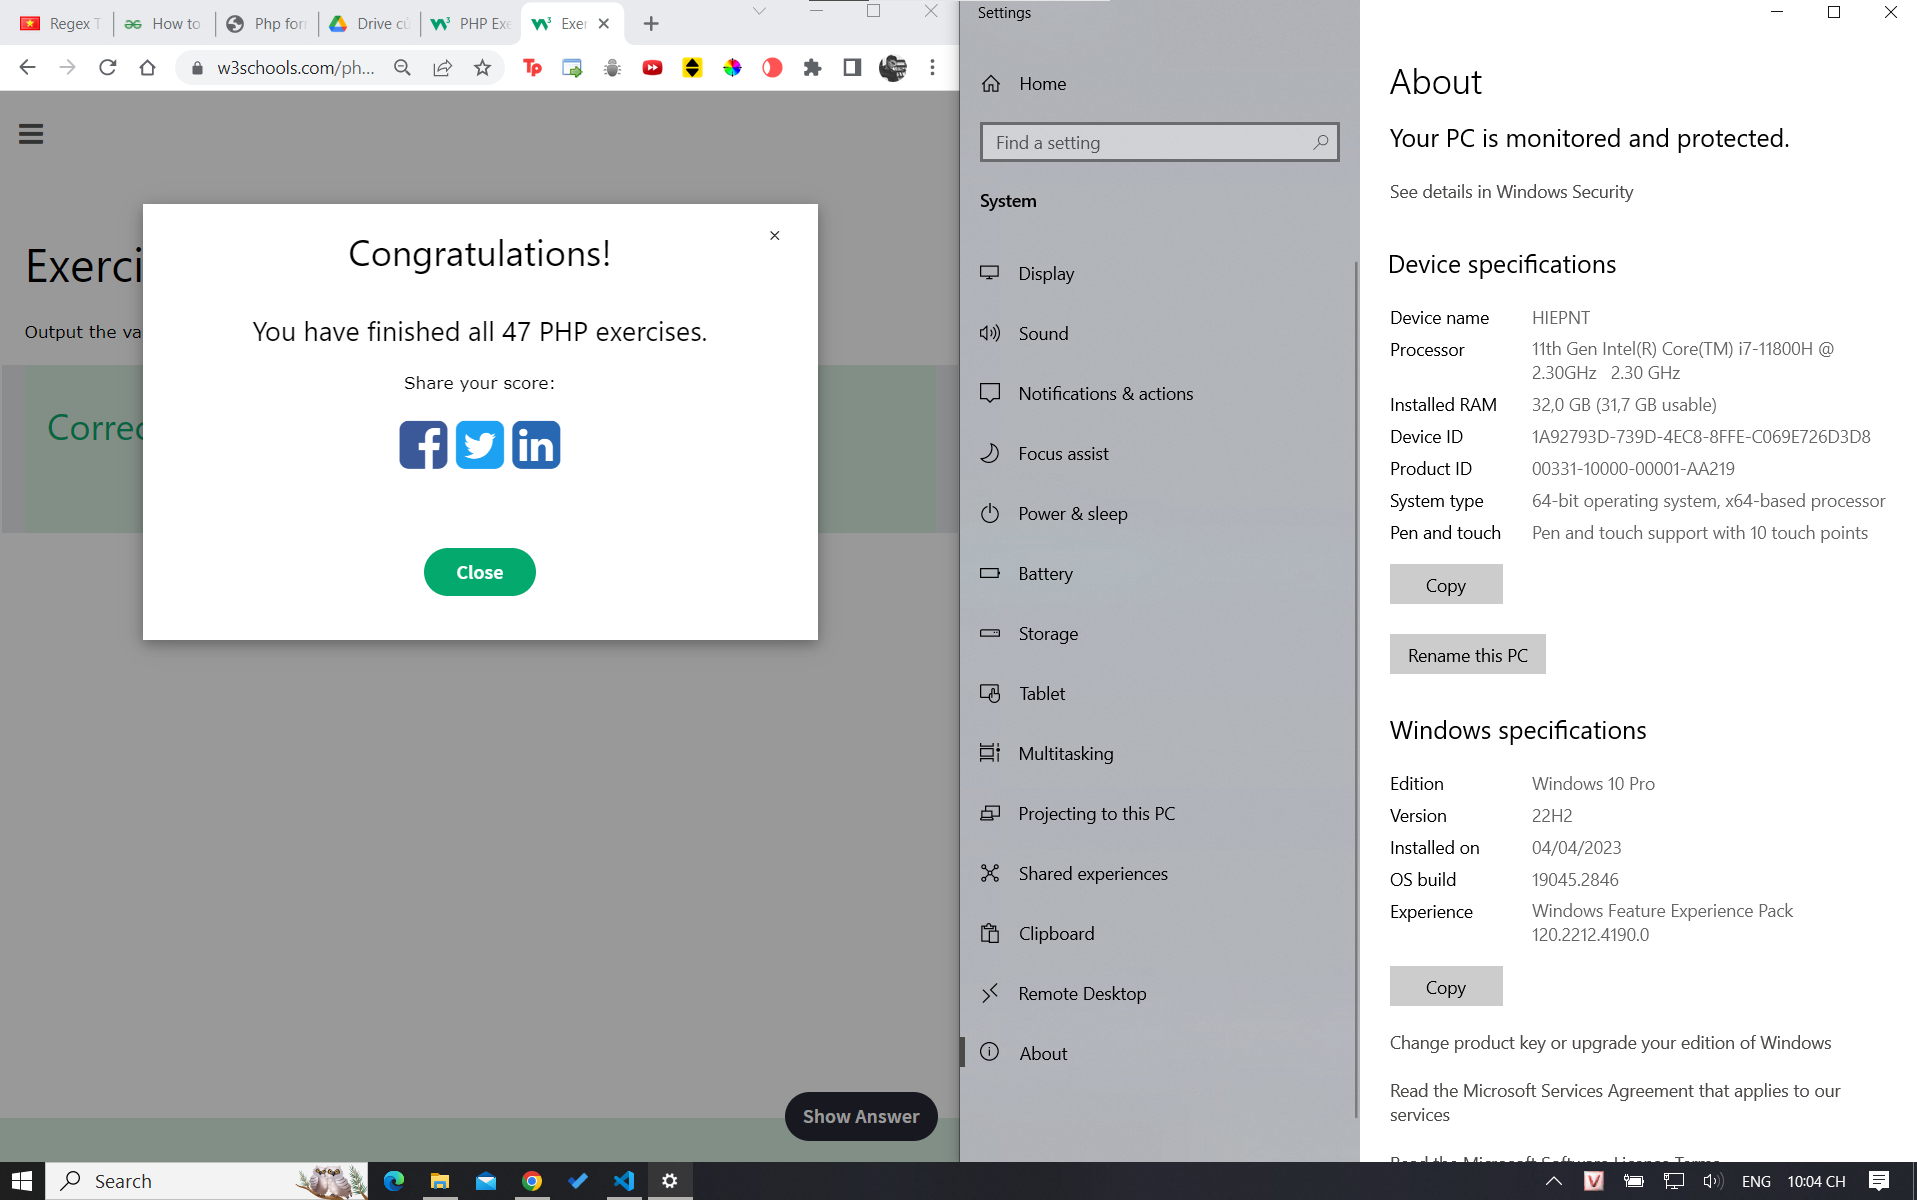 Regex T
How to
Php for
Drive củ
PHP Exe
Exer
w3schools.com/ph...
Exerci
Output the va
Correc
Congratulations!
You have finished all 47 PHP exercises.
Share your score:
Close
Show Answer
Settings
Home
Find a setting
System
Display
Sound
Notifications & actions
Focus assist
Power & sleep
Battery
Storage
Tablet
Multitasking
Projecting to this PC
Shared experiences
Clipboard
Remote Desktop
About
About
Your PC is monitored and protected.
See details in Windows Security
Device specifications
Device name HIEPNT
Processor 11th Gen Intel(R) Core(TM) i7-11800H @
2.30GHz 2.30 GHz
Installed RAM 32,0 GB (31,7 GB usable)
Device ID 1A92793D-739D-4EC8-8FFE-C069E726D3D8
Product ID 00331-10000-00001-AA219
System type 64-bit operating system, x64-based processor
Pen and touch Pen and touch support with 10 touch points
Copy
Rename this PC
Windows specifications
Edition Windows 10 Pro
Version 22H2
Installed on 04/04/2023
OS build 19045.2846
Experience Windows Feature Experience Pack
120.2212.4190.0
Copy
Change product key or upgrade your edition of Windows
Read the Microsoft Services Agreement that applies to our
services
Read the Microsoft Software License Terms
Search
ENG 10:04 CH